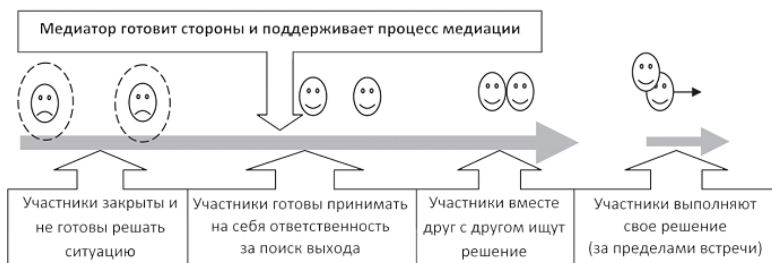 Медиатор готовит стороны и поддерживает процесс медиации
Участники закрыты и
не готовы решать
ситуацию
Участники готовы принимать
на себя ответственность
за поиск выхода
Участники вместе
друг с другом ищут
решение
Участники выполняют
свое решение
(за пределами встречи)